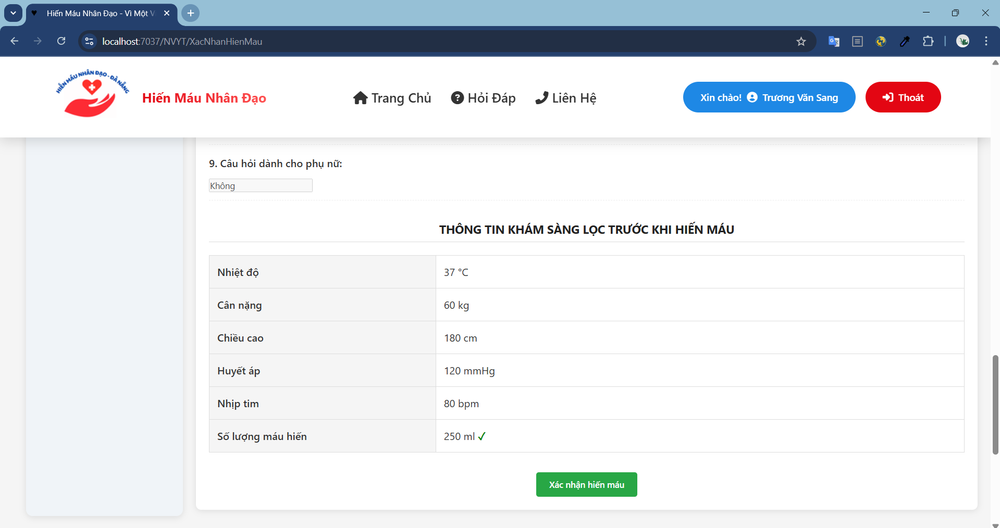 Hiến Máu Nhân Đạo - Vì Một V
localhost:7037/NVYT/XacNhanHienMau
HIẾN MÁU NHÂN ĐẠO - ĐÀ NẴNG
Hiến Máu Nhân Đạo
Trang Chủ
Hỏi Đáp
Liên Hệ
Xin chào! Trương Văn Sang
Thoát
9. Câu hỏi dành cho phụ nữ:
Không
THÔNG TIN KHÁM SÀNG LỌC TRƯỚC KHI HIẾN MÁU
Nhiệt độ 37 °C
Cân nặng 60 kg
Chiều cao 180 cm
Huyết áp 120 mmHg
Nhịp tim 80 bpm
Số lượng máu hiến 250 ml ✓
Xác nhận hiến máu